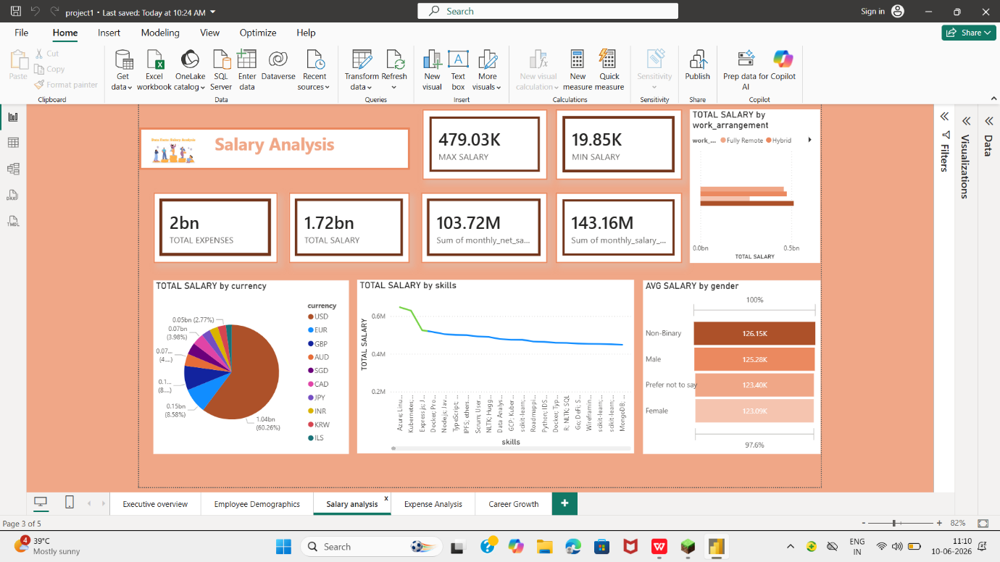 project1 • Last saved: Today at 10:24 AM
Search
Sign in
File Home Insert Modeling View Optimize Help
Share
Paste
Cut
Copy
Format painter
Clipboard
Get data
Excel workbook
OneLake catalog
SQL Server
Enter data
Dataverse
Recent sources
Data
Transform data
Refresh
Queries
New visual
Text box
More visuals
Insert
New visual calculation
New measure
Quick measure
Calculations
Sensitivity
Sensitivity
Publish
Share
Prep data for AI
Copilot
Copilot
Salary Analysis
479.03K
MAX SALARY
19.85K
MIN SALARY
TOTAL SALARY by
work_arrangement
work_... Fully Remote Hybrid
0.0bn 0.5bn
TOTAL SALARY
2bn
TOTAL EXPENSES
1.72bn
TOTAL SALARY
103.72M
Sum of monthly_net_sa...
143.16M
Sum of monthly_salary_...
TOTAL SALARY by currency
currency
USD
EUR
GBP
AUD
SGD
CAD
JPY
INR
KRW
ILS
0.05bn (2.77%)
0.07bn
(3.98%)
0.07...
(4....)
0.1...
(8....)
0.15bn
(8.58%)
1.04bn
(60.26%)
TOTAL SALARY by skills
TOTAL SALARY
0.6M
0.4M
0.2M
Azure; Linu...
Kubernetes;...
Express.js; J...
Docker; Pro...
Node.js; Jav...
TypeScript; ...
IPFS; ethers....
Scrum; User...
NLTK; Hugg...
Data Analys...
GCP; Kuber...
scikit-learn;...
Roadmappi...
Python; IDS...
Docker; Typ...
R; NLTK; SQL
Go; DeFi; S...
Wireframin...
scikit-learn;...
scikit-learn;...
MongoDB; ...
skills
AVG SALARY by gender
100%
Non-Binary 126.15K
Male 125.28K
Prefer not to say 123.40K
Female 123.09K
97.6%
Filters
Visualizations
Data
Executive overview
Employee Demographics
Salary analysis x
Expense Analysis
Career Growth
+
Page 3 of 5
- + 82%
4
39°C
Mostly sunny
Search
ENG
IN
11:10
10-06-2026